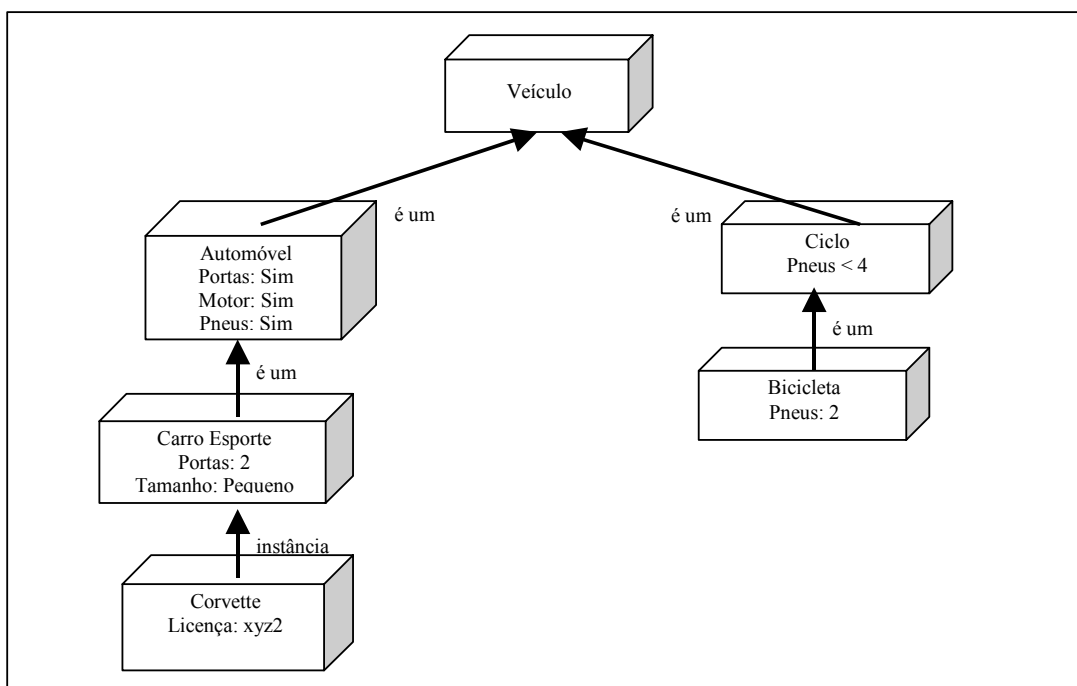 Veículo
é um
é um
Automóvel
Portas: Sim
Motor: Sim
Pneus: Sim
Ciclo
Pneus < 4
é um
é um
Carro Esporte
Portas: 2
Tamanho: Pequeno
Bicicleta
Pneus: 2
instância
Corvette
Licença: xyz2